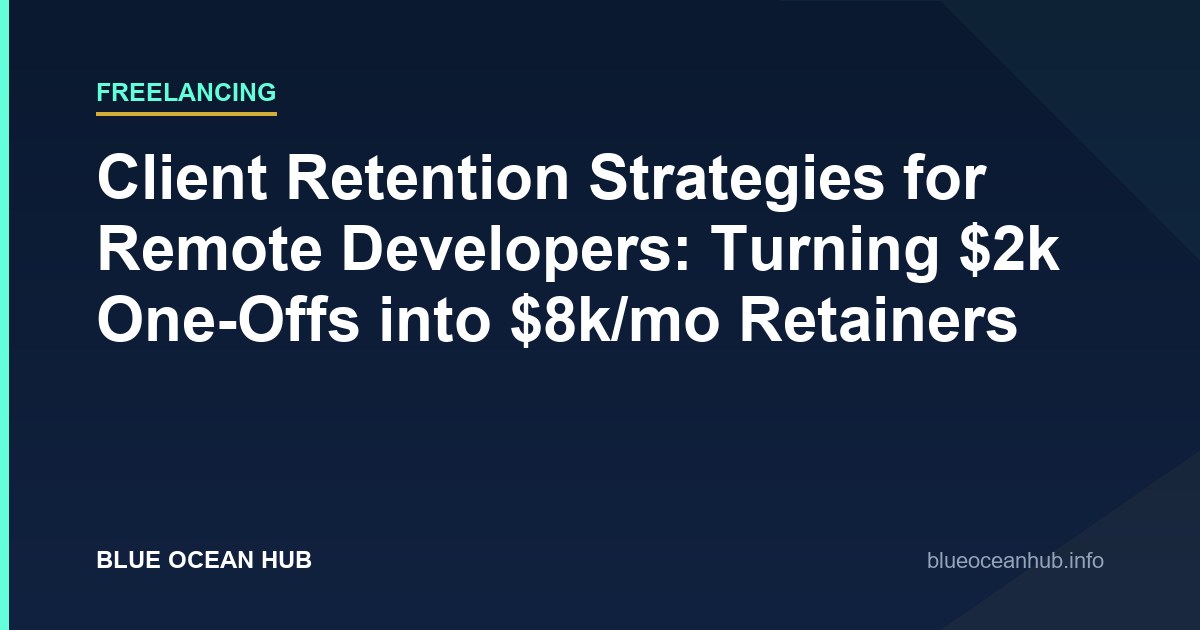 FREELANCING
Client Retention Strategies for
Remote Developers: Turning $2k
One-Offs into $8k/mo Retainers
BLUE OCEAN HUB
blueoceanhub.info